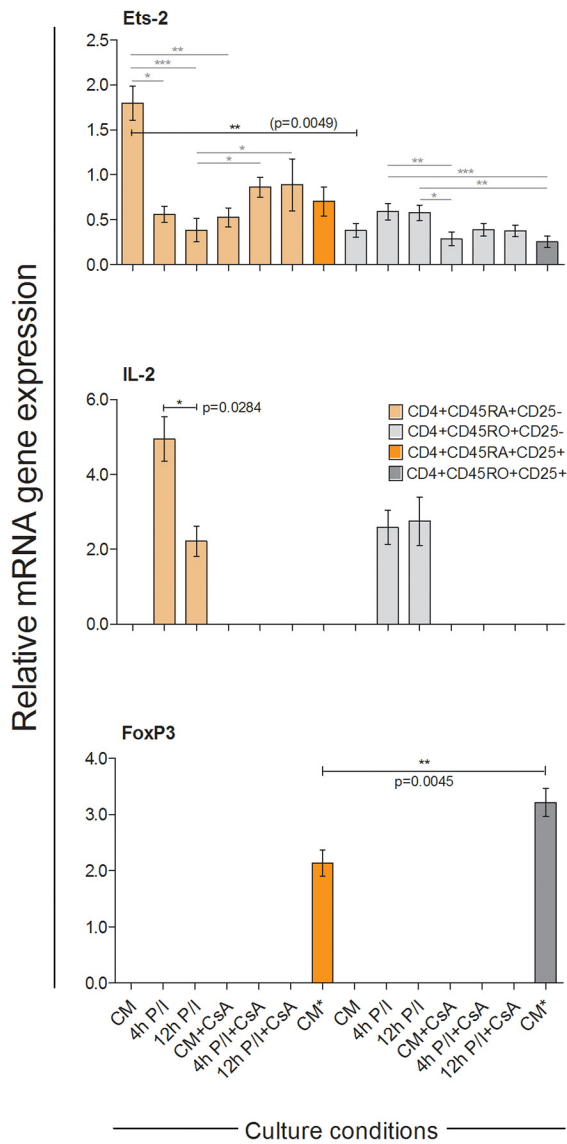 Ets-2
2.5
2.0
1.5
1.0
0.5
0.0
**
***
*
** (p=0.0049)
*
*
**
***
**
*
Relative mRNA gene expression
IL-2
6.0
4.0
2.0
0.0
* p=0.0284
CD4+CD45RA+CD25-
CD4+CD45RO+CD25-
CD4+CD45RA+CD25+
CD4+CD45RO+CD25+
FoxP3
4.0
3.0
2.0
1.0
0.0
**
p=0.0045
CM
4h P/I
12h P/I
CM+CsA
4h P/I+CsA
12h P/I+CsA
CM*
CM
4h P/I
12h P/I
CM+CsA
4h P/I+CsA
12h P/I+CsA
CM*
Culture conditions